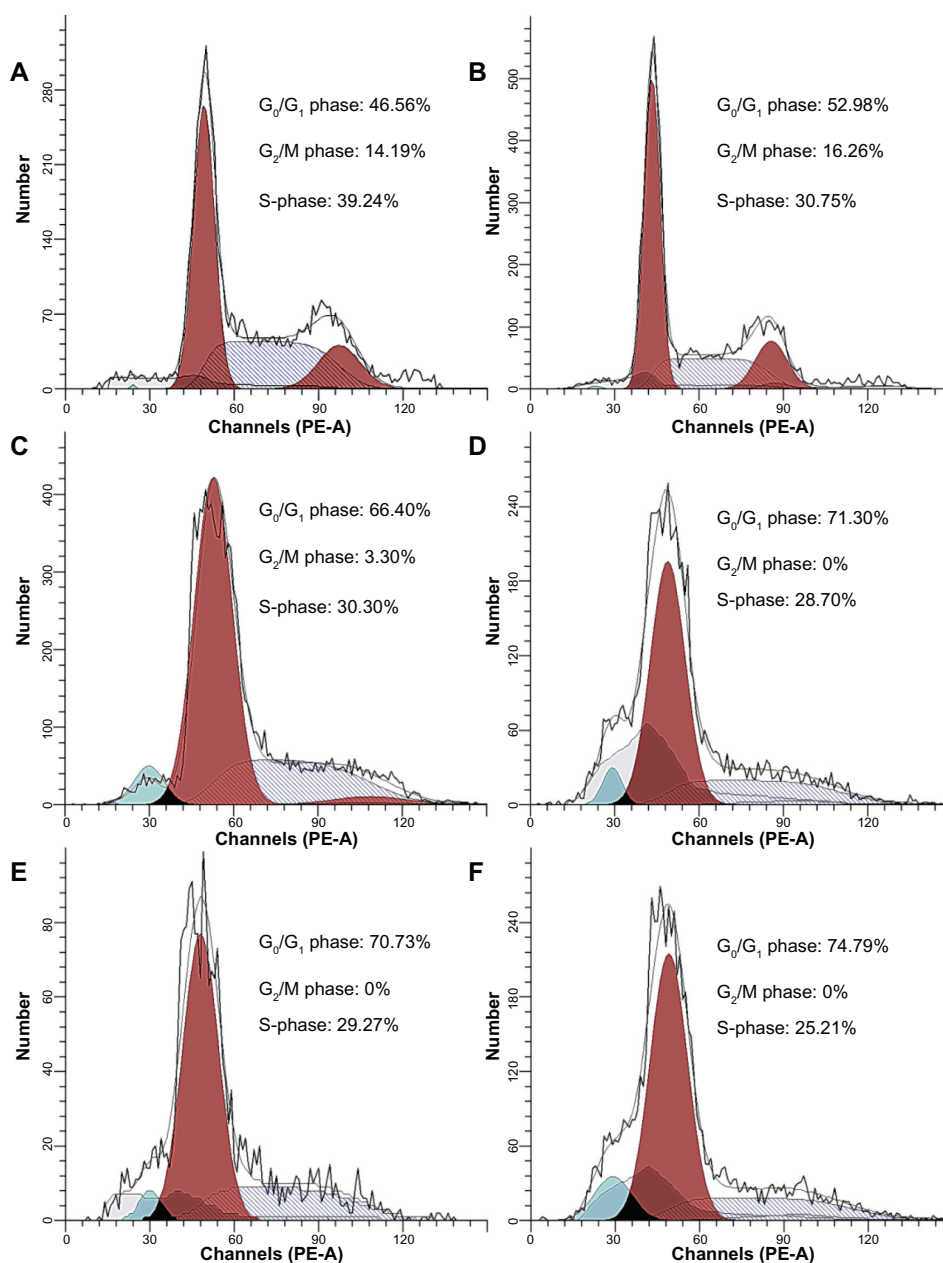 A
G0/G1 phase: 46.56%
G2/M phase: 14.19%
S-phase: 39.24%
Number
280
210
140
70
0
0 30 60 90 120
Channels (PE-A)
B
G0/G1 phase: 52.98%
G2/M phase: 16.26%
S-phase: 30.75%
Number
500
400
300
200
100
0
0 30 60 90 120
Channels (PE-A)
C
G0/G1 phase: 66.40%
G2/M phase: 3.30%
S-phase: 30.30%
Number
400
300
200
100
0
0 30 60 90 120
Channels (PE-A)
D
G0/G1 phase: 71.30%
G2/M phase: 0%
S-phase: 28.70%
Number
240
180
120
60
0
0 30 60 90 120
Channels (PE-A)
E
G0/G1 phase: 70.73%
G2/M phase: 0%
S-phase: 29.27%
Number
80
60
40
20
0
0 30 60 90 120
Channels (PE-A)
F
G0/G1 phase: 74.79%
G2/M phase: 0%
S-phase: 25.21%
Number
240
180
120
60
0
0 30 60 90 120
Channels (PE-A)